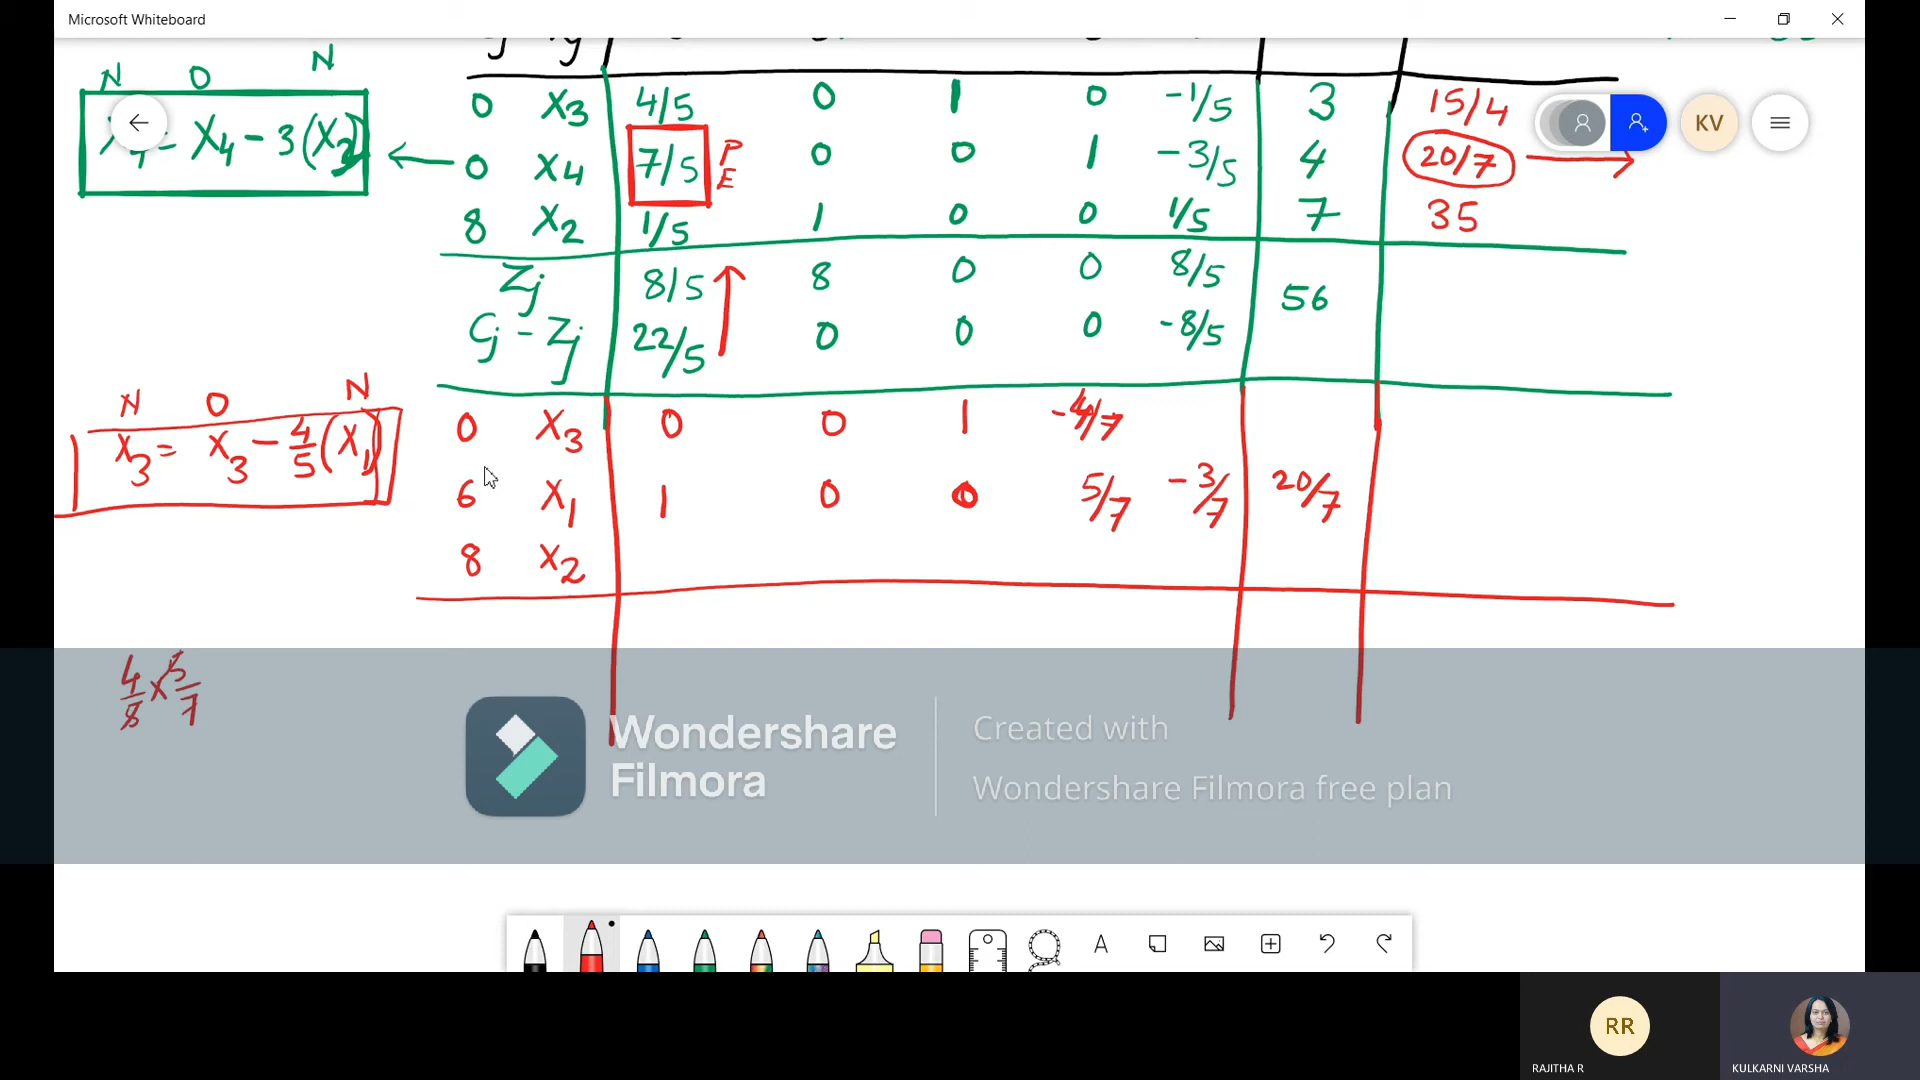 Microsoft Whiteboard
N O N
X4 - 3(X2)
0 X3 4/5 0 1 0 -1/5 3 15/4
0 X4 7/5 P E 0 0 1 -3/5 4 20/7
8 X2 1/5 1 0 0 1/5 7 35
Zj 8/5 8 0 0 8/5 56
Cj - Zj 22/5 0 0 0 -8/5
KV
N O N
X3 = X3 - 4/5 (X1)
0 X3 0 0 1 -4/7
6 X1 1 0 0 5/7 -3/7 20/7
8 X2
4/5 x 5/7
Wondershare
Filmora
Created with
Wondershare Filmora free plan
A
RR
RAJITHA R
KULKARNI VARSHA